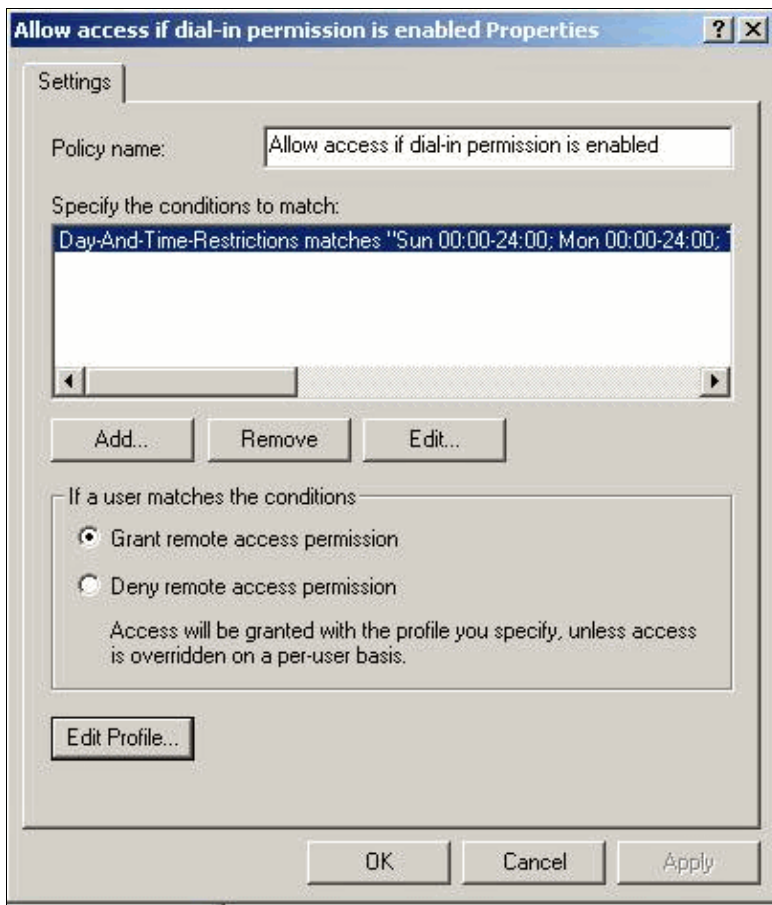 Allow access if dial-in permission is enabled Properties
Settings
Policy name:
Allow access if dial-in permission is enabled
Specify the conditions to match:
Day-And-Time-Restrictions matches "Sun 00:00-24:00; Mon 00:00-24:00;
Add...
Remove
Edit...
If a user matches the conditions
Grant remote access permission
Deny remote access permission
Access will be granted with the profile you specify, unless access
is overridden on a per-user basis.
Edit Profile...
OK
Cancel
Apply